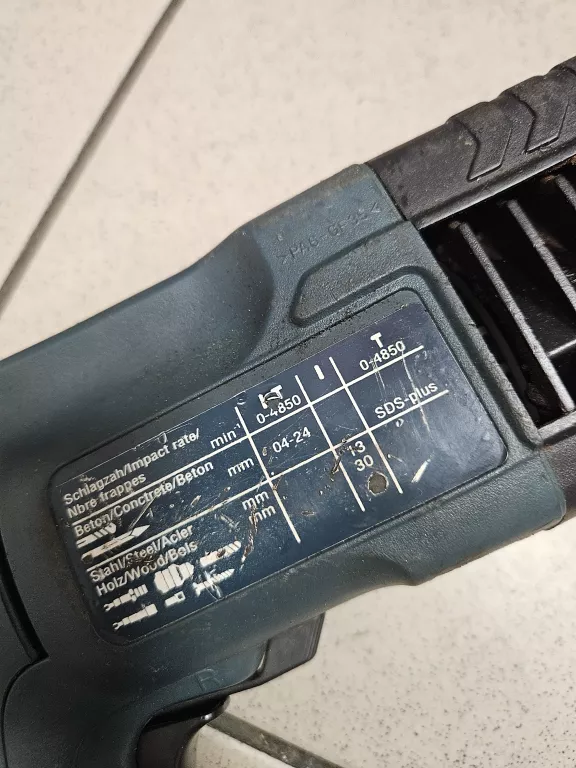 >PA6-GF35<
T I T
Schlagzahl/Impact rate/ min⁻¹ 0-4850 0-4850
Nbre frappes
Beton/Concrete/Beton mm 04-24 SDS-plus
Stahl/Steel/Acier mm 13
Holz/Wood/Bois mm 30
R